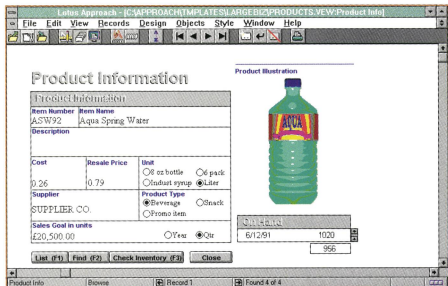 Lotus Approach - [C:\APPROACH\TMPLATES\LARGEBIZ\PRODUCTS.VEW:Product Info]
File Edit View Records Design Objects Style Window Help
Product Information
Product Illustration
Product Information
Item Number Item Name
ASW92 Aqua Spring Water
Description
AQUA
Cost Resale Price Unit
8 oz bottle 6 pack
0.26 0.79 Indust syrup Liter
Supplier Product Type
Beverage Snack
SUPPLIER CO.
Promo item
On hand
Sales Goal in units
6/12/91 1020
£20,500.00 Year Qtr
956
List (F1) Find (F2) Check Inventory (F3) Close
Product Info Browse Record 1 Found 4 of 4